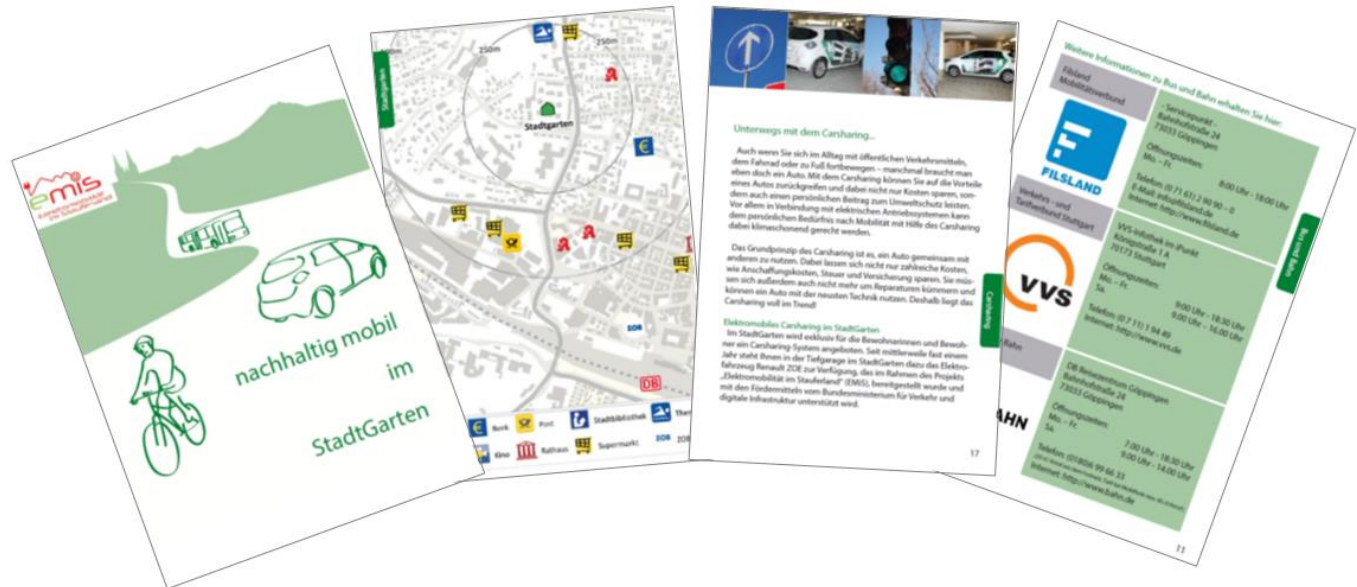 emis
nachhaltig mobil
im
StadtGarten
Stadtgarten
250m
250m
A
Stadtgarten
€
A
A
ZOB
DB
€ Bank
Post
Stadtbibliothek
Kino
Rathaus
Supermarkt
ZOB
Unterwegs mit dem Carsharing...
Auch wenn Sie sich im Alltag mit öffentlichen Verkehrsmitteln,
dem Fahrrad oder zu Fuß fortbewegen – manchmal braucht man
eben doch ein Auto. Mit dem Carsharing können Sie auf die Vorteile
eines Autos zurückgreifen und dabei nicht nur Kosten sparen, son-
dern auch einen persönlichen Beitrag zum Umweltschutz leisten.
Vor allem in Verbindung mit elektrischen Antriebssystemen kann
dem persönlichen Bedürfnis nach Mobilität mit Hilfe des Carsharing
dabei klimaschonend gerecht werden.
Das Grundprinzip des Carsharing ist es, ein Auto gemeinsam mit
anderen zu nutzen. Dabei lassen sich nicht nur zahlreiche Kosten,
wie Anschaffungskosten, Steuer und Versicherung sparen. Sie müs-
sen sich außerdem auch nicht mehr um Reparaturen kümmern und
können ein Auto mit der neusten Technik nutzen. Deshalb liegt das
Carsharing voll im Trend!
Elektromobiles Carsharing im StadtGarten
Im StadtGarten wird exklusiv für die Bewohnerinnen und Bewoh-
ner ein Carsharing-System angeboten. Seit mittlerweile fast einem
Jahr steht Ihnen in der Tiefgarage im StadtGarten dazu das Elektro-
fahrzeug Renault ZOE zur Verfügung, das im Rahmen des Projekts
„Elektromobilität im Stauferland" (EMiS), bereitgestellt wurde und
mit den Fördermitteln vom Bundesministerium für Verkehr und
digitale Infrastruktur unterstützt wird.
Carsharing
17
Weitere Informationen zu Bus und Bahn erhalten Sie hier:
Filsland
Mobilitätsverbund
FILSLAND
- Servicepunkt -
Bahnhofstraße 24
73033 Göppingen
Öffnungszeiten:
Mo. – Fr. 8:00 Uhr - 18:00 Uhr
Telefon: (0 71 61) 2 90 90 – 0
E-Mail: info@filsland.de
Internet: http://www.filsland.de
Verkehrs - und
Tarifverbund Stuttgart
VVS
VVS-Infothek im iPunkt
Königstraße 1 A
70173 Stuttgart
Öffnungszeiten:
Mo. – Fr. 9:00 Uhr - 18:30 Uhr
Sa. 9:00 Uhr - 16.00 Uhr
Telefon: (0 7 11) 1 94 49
Internet: http://www.vvs.de
Bahn
AHN
DB Reisezentrum Göppingen
Bahnhofstraße 24
73033 Göppingen
Öffnungszeiten:
Mo. – Fr. 7.00 Uhr - 18:30 Uhr
Sa. 9:00 Uhr - 14.00 Uhr
Telefon: (01806) 99 66 33
Internet: http://www.bahn.de
Bus und Bahn
11